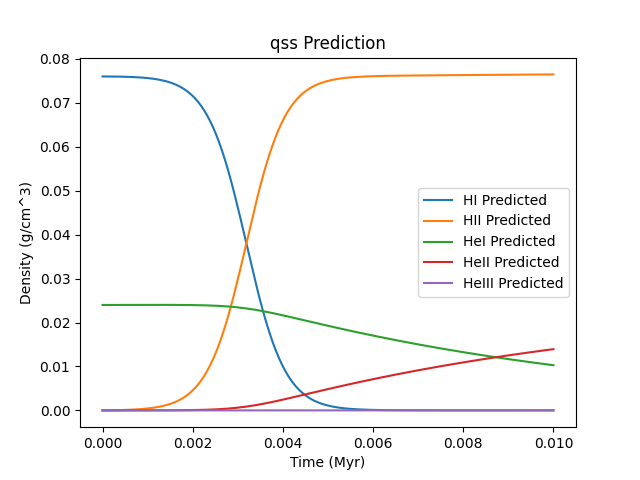 qss Prediction
Density (g/cm^3)
0.08
0.07
0.06
0.05
0.04
0.03
0.02
0.01
0.00
HI Predicted
HII Predicted
HeI Predicted
HeII Predicted
HeIII Predicted
0.000 0.002 0.004 0.006 0.008 0.010
Time (Myr)